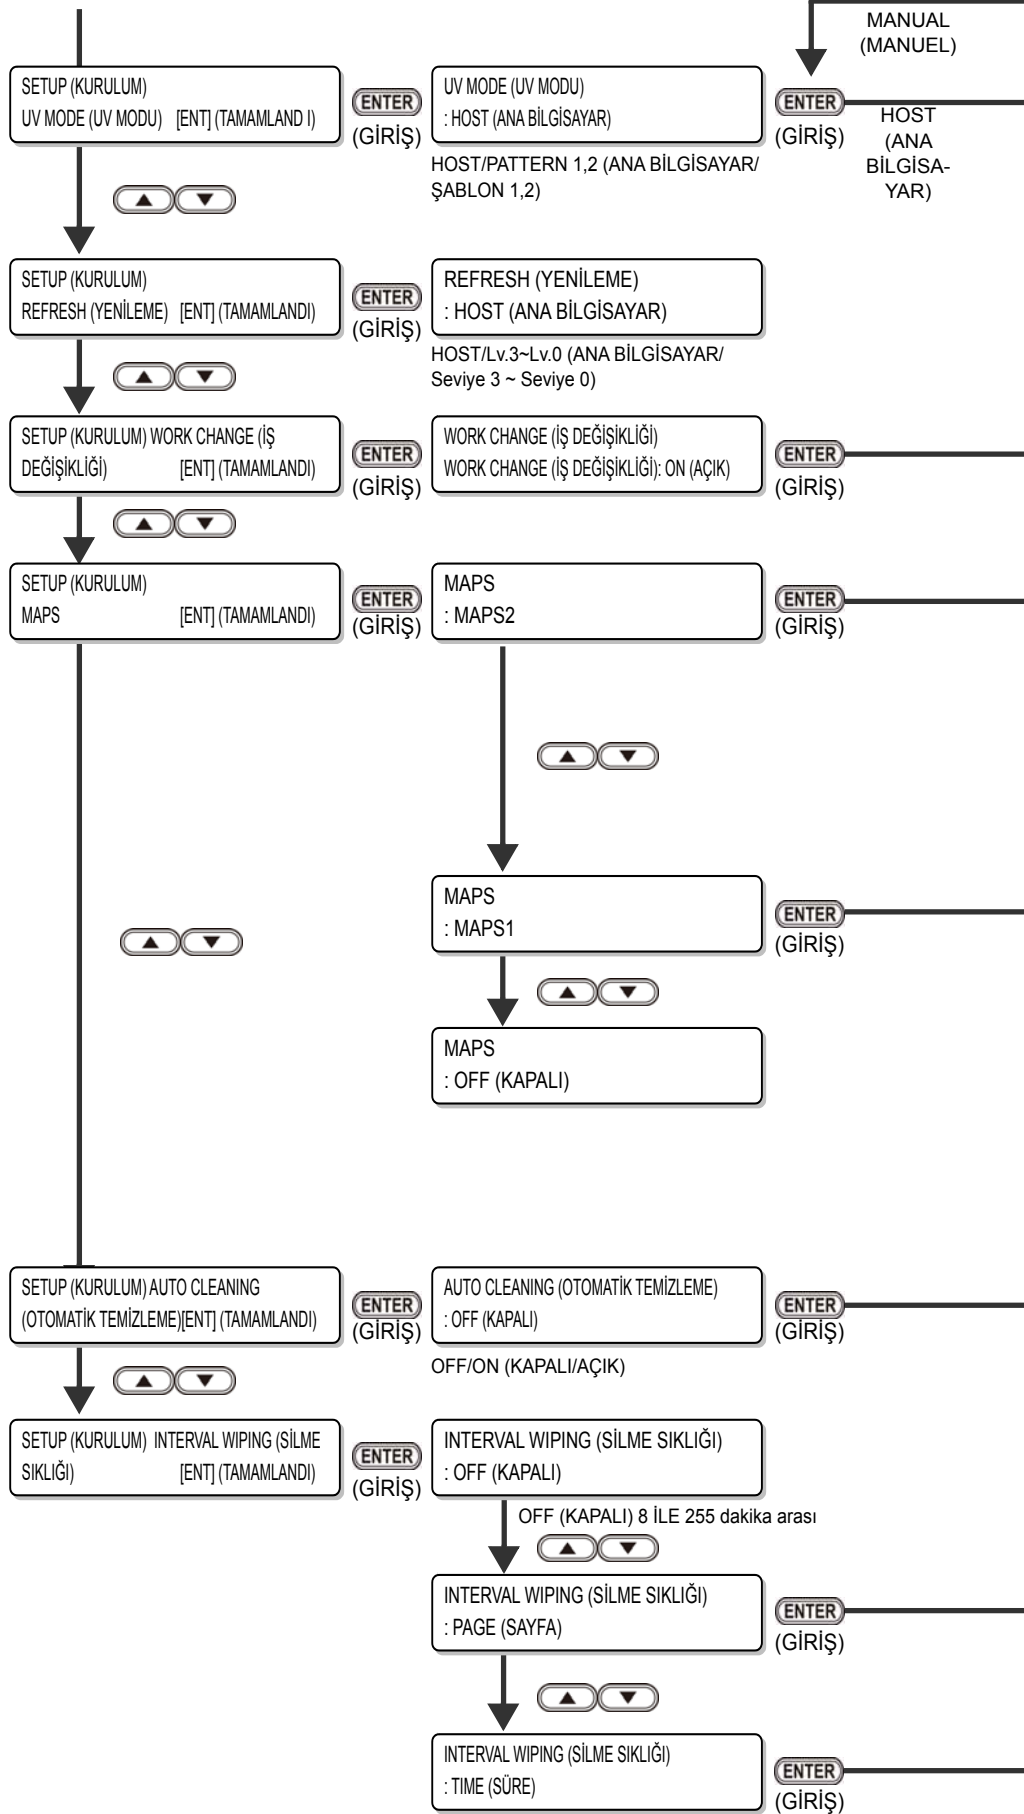 MANUAL
(MANUEL)
SETUP (KURULUM)
UV MODE (UV MODU) [ENT] (TAMAMLAND I)
ENTER
(GİRİŞ)
UV MODE (UV MODU)
: HOST (ANA BİLGİSAYAR)
ENTER
(GİRİŞ)
HOST
(ANA
BİLGİSA-
YAR)
HOST/PATTERN 1,2 (ANA BİLGİSAYAR/
ŞABLON 1,2)
SETUP (KURULUM)
REFRESH (YENİLEME) [ENT] (TAMAMLANDI)
ENTER
(GİRİŞ)
REFRESH (YENİLEME)
: HOST (ANA BİLGİSAYAR)
HOST/Lv.3~Lv.0 (ANA BİLGİSAYAR/
Seviye 3 ~ Seviye 0)
SETUP (KURULUM) WORK CHANGE (İŞ
DEĞİŞİKLİĞİ) [ENT] (TAMAMLANDI)
ENTER
(GİRİŞ)
WORK CHANGE (İŞ DEĞİŞİKLİĞİ)
WORK CHANGE (İŞ DEĞİŞİKLİĞİ): ON (AÇIK)
ENTER
(GİRİŞ)
SETUP (KURULUM)
MAPS [ENT] (TAMAMLANDI)
ENTER
(GİRİŞ)
MAPS
: MAPS2
ENTER
(GİRİŞ)
MAPS
: MAPS1
ENTER
(GİRİŞ)
MAPS
: OFF (KAPALI)
SETUP (KURULUM) AUTO CLEANING
(OTOMATİK TEMİZLEME)[ENT] (TAMAMLANDI)
ENTER
(GİRİŞ)
AUTO CLEANING (OTOMATİK TEMİZLEME)
: OFF (KAPALI)
ENTER
(GİRİŞ)
OFF/ON (KAPALI/AÇIK)
SETUP (KURULUM) INTERVAL WIPING (SİLME
SIKLIĞI) [ENT] (TAMAMLANDI)
ENTER
(GİRİŞ)
INTERVAL WIPING (SİLME SIKLIĞI)
: OFF (KAPALI)
OFF (KAPALI) 8 İLE 255 dakika arası
INTERVAL WIPING (SİLME SIKLIĞI)
: PAGE (SAYFA)
ENTER
(GİRİŞ)
INTERVAL WIPING (SİLME SIKLIĞI)
: TIME (SÜRE)
ENTER
(GİRİŞ)